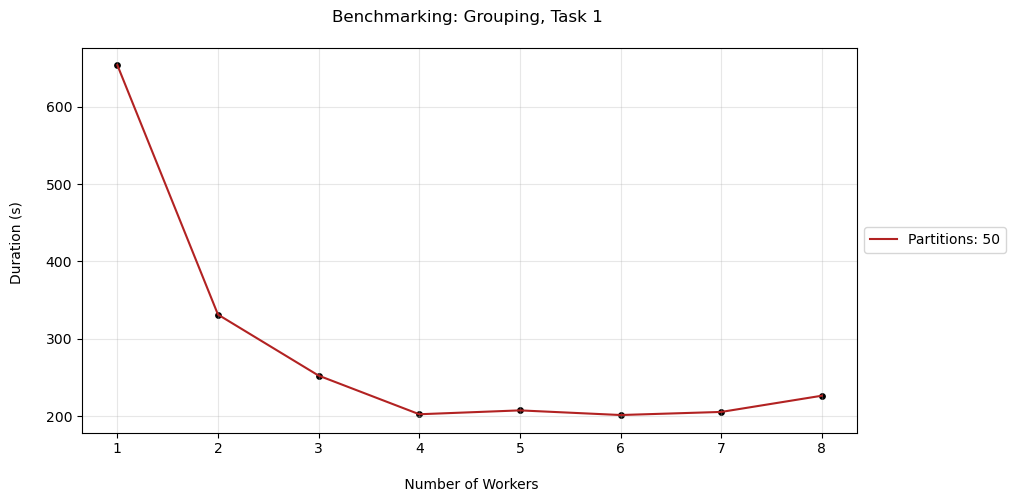 Benchmarking: Grouping, Task 1
600
500
400
300
200
Duration (s)
1 2 3 4 5 6 7 8
Number of Workers
Partitions: 50